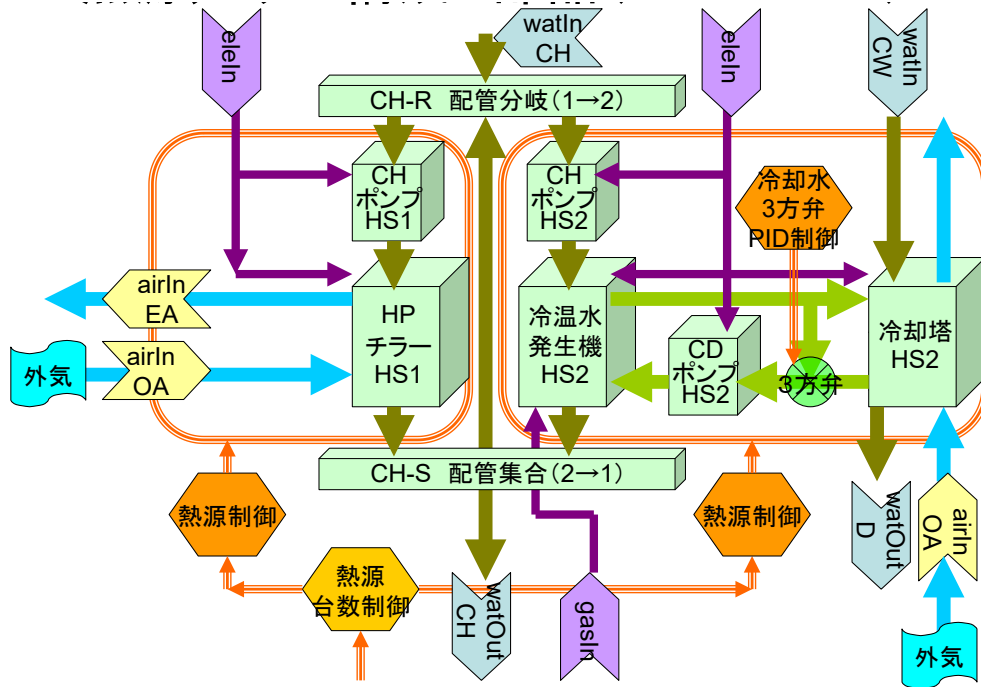 eleIn
watIn
CH
eleIn
watIn
CW
CH-R 配管分岐(1→2)
CH
ポンプ
HS1
CH
ポンプ
HS2
冷却水
3方弁
PID制御
airIn
EA
HP
チラー
HS1
冷温水
発生機
HS2
冷却塔
HS2
外気
airIn
OA
CD
ポンプ
HS2
3方弁
CH-S 配管集合(2→1)
熱源制御
熱源制御
watOut
D
airIn
OA
熱源
台数制御
watOut
CH
gasIn
外気